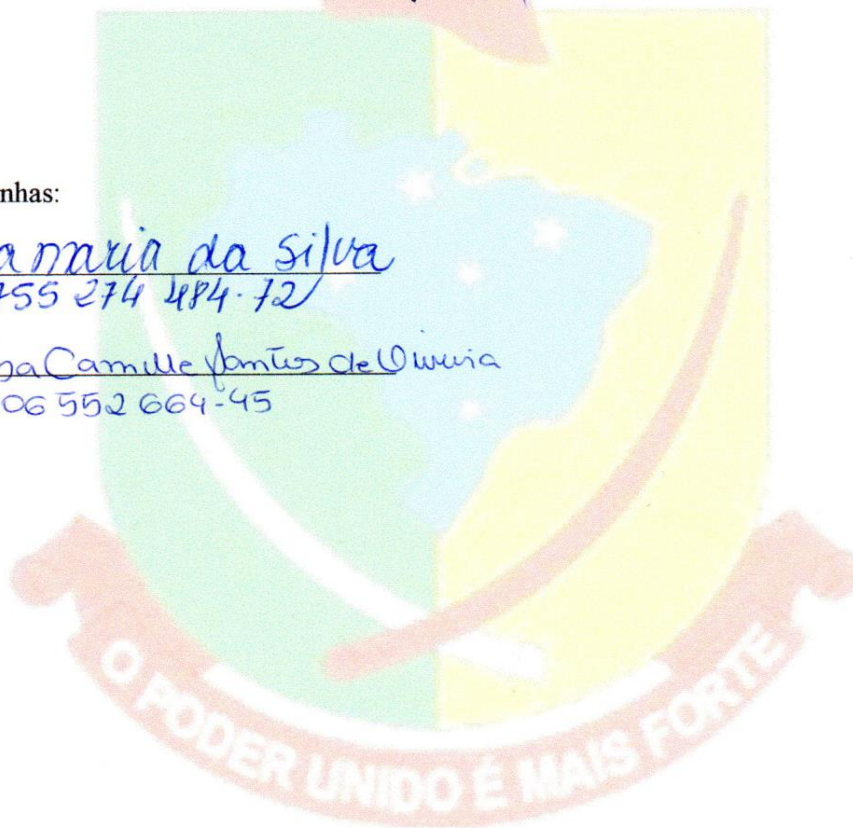 nhas:
a maria da Silva
755 274 484-72
Camille Santos de Oliveira
06 552 664-45
O PODER UNIDO É MAIS FORTE